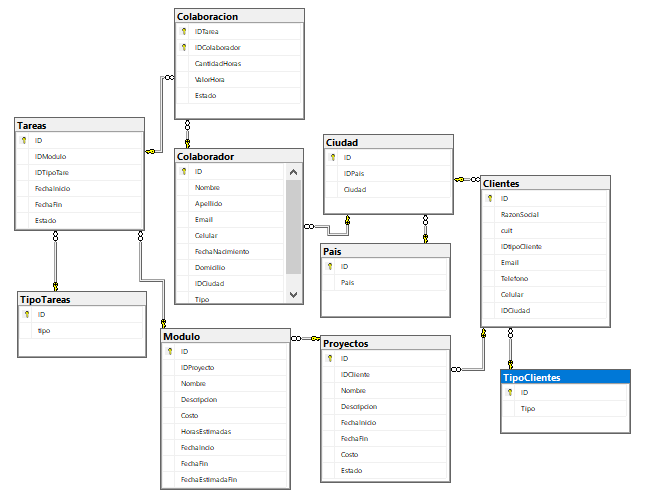 Colaboracion
IDTarea
IDColaborador
CantidadHoras
ValorHora
Estado
Tareas
ID
IDModulo
IDTipoTare
FechaInicio
FechaFin
Estado
Colaborador
ID
Nombre
Apellido
Email
Celular
FechaNacimiento
Domicilio
IDCiudad
Tipo
Ciudad
ID
IDPais
Ciudad
Clientes
ID
RazonSocial
cuit
IDtipoCliente
Email
Telefono
Celular
IDCiudad
Pais
ID
Pais
TipoTareas
ID
tipo
Modulo
ID
IDProyecto
Nombre
Descripcion
Costo
HorasEstimadas
FechaIncio
FechaFin
FechaEstimadaFin
Proyectos
ID
IDCliente
Nombre
Descripcion
FechaInicio
FechaFin
Costo
Estado
TipoClientes
ID
Tipo